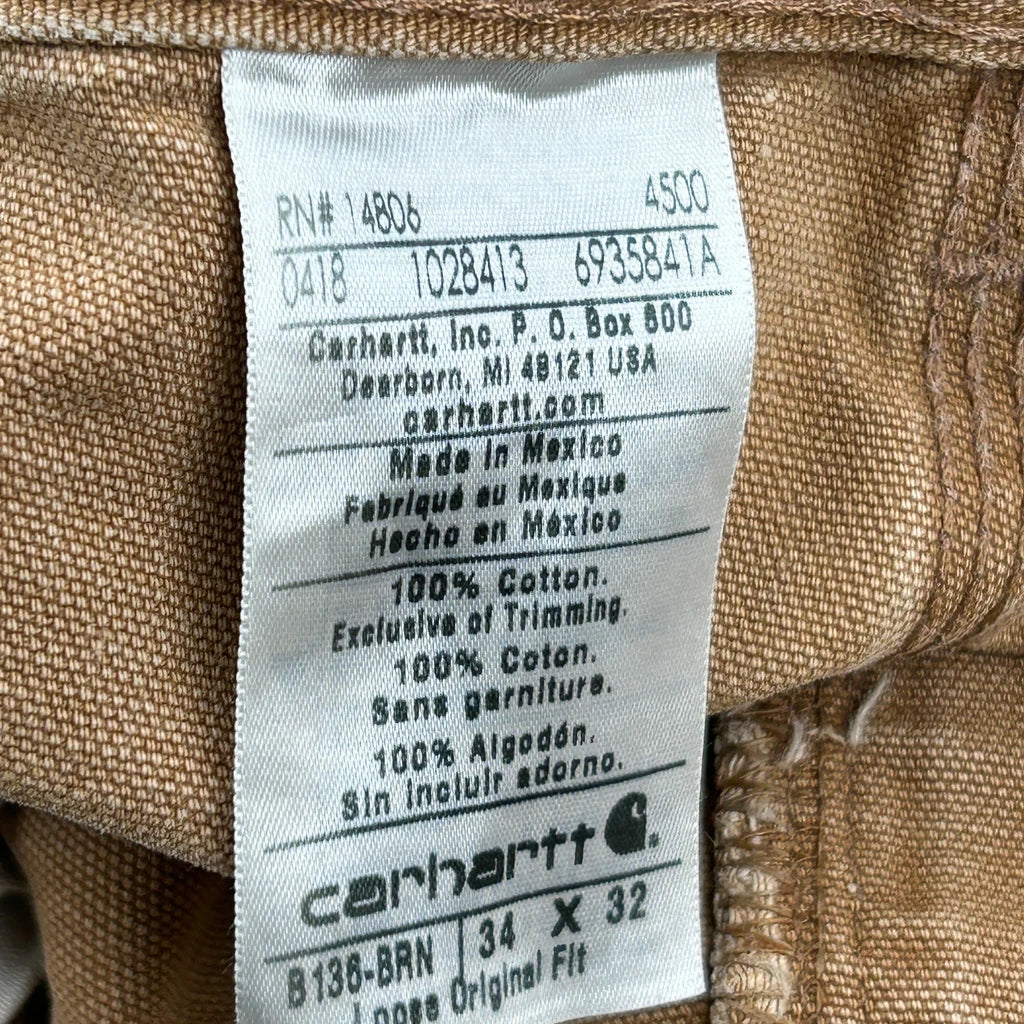 RN# 14806 4500
0418 1028413 6935841A
Carhartt, Inc. P. O. Box 600
Dearborn, MI 48121 USA
carhartt.com
Made in Mexico
Fabriqué au Mexique
Hecho en México
100% Cotton.
Exclusive of Trimming.
100% Coton.
Sans garniture.
100% Algodón.
Sin incluir adorno.
carhartt
B136-BRN 34 X 32
Loose Original Fit